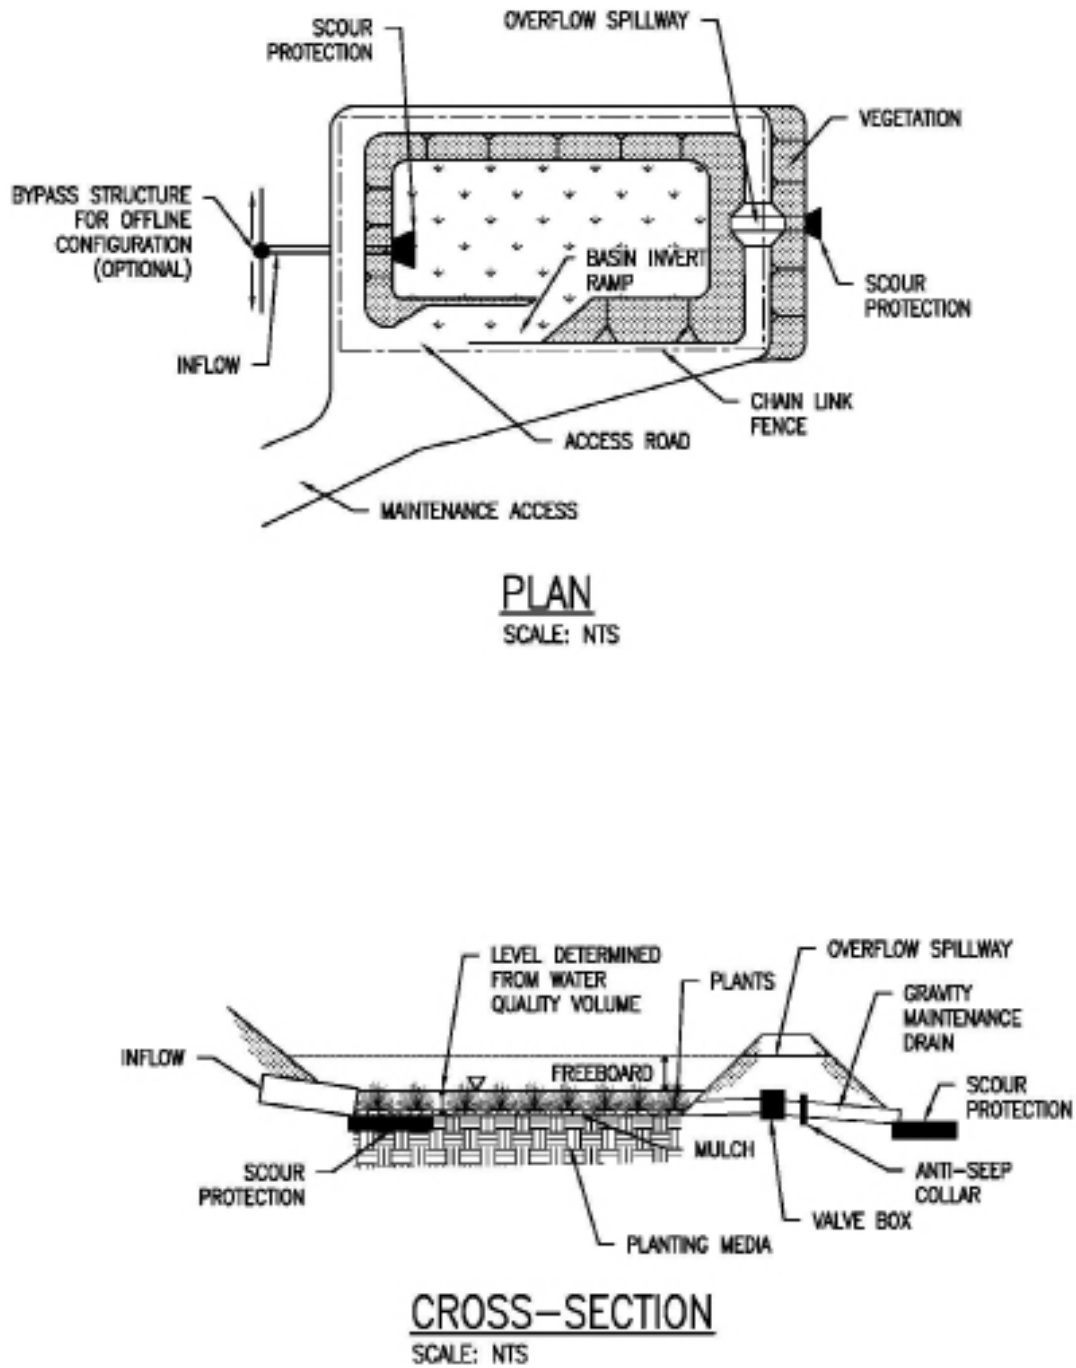 SCOUR
PROTECTION
OVERFLOW SPILLWAY
VEGETATION
BYPASS STRUCTURE
FOR OFFLINE
CONFIGURATION
(OPTIONAL)
BASIN INVERT
RAMP
SCOUR
PROTECTION
INFLOW
CHAIN LINK
FENCE
ACCESS ROAD
MAINTENANCE ACCESS
PLAN
SCALE: NTS
LEVEL DETERMINED
FROM WATER
QUALITY VOLUME
PLANTS
OVERFLOW SPILLWAY
GRAVITY
MAINTENANCE
DRAIN
INFLOW
FREEBOARD
SCOUR
PROTECTION
SCOUR
PROTECTION
MULCH
ANTI-SEEP
COLLAR
VALVE BOX
PLANTING MEDIA
CROSS-SECTION
SCALE: NTS